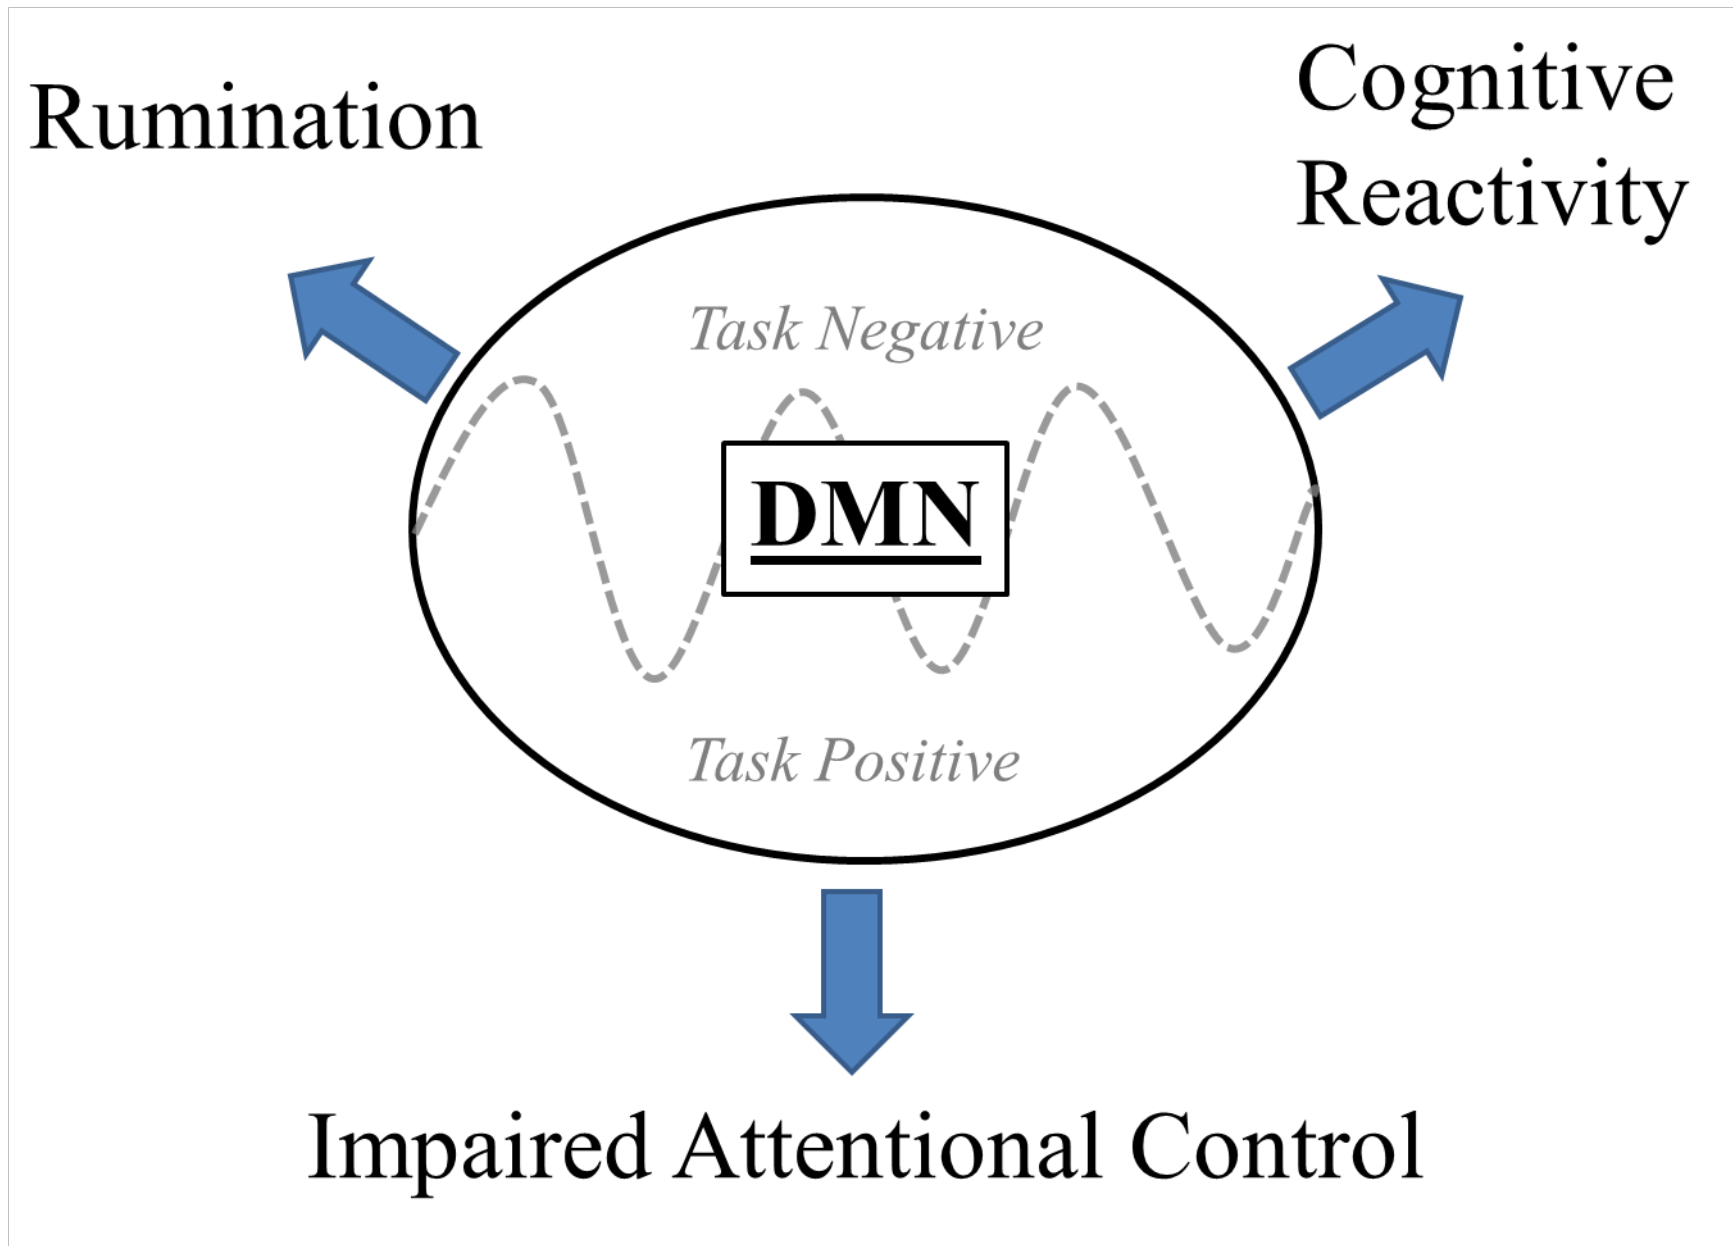 Rumination
Cognitive
Reactivity
Task Negative
DMN
Task Positive
Impaired Attentional Control